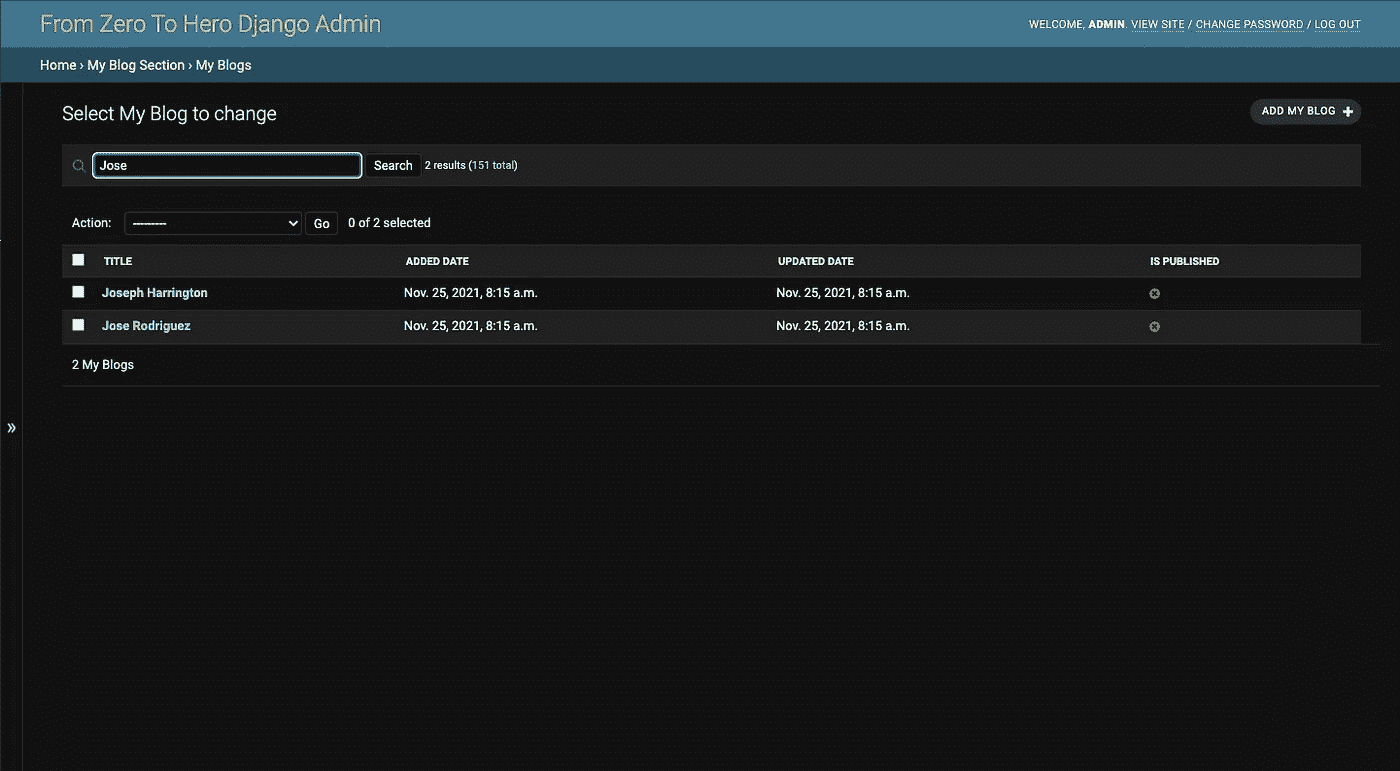 From Zero To Hero Django Admin
WELCOME, ADMIN. VIEW SITE / CHANGE PASSWORD / LOG OUT
Home › My Blog Section › My Blogs
Select My Blog to change
ADD MY BLOG +
Jose Search 2 results (151 total)
Action: --------- Go 0 of 2 selected
TITLE ADDED DATE UPDATED DATE IS PUBLISHED
Joseph Harrington Nov. 25, 2021, 8:15 a.m. Nov. 25, 2021, 8:15 a.m.
Jose Rodriguez Nov. 25, 2021, 8:15 a.m. Nov. 25, 2021, 8:15 a.m.
2 My Blogs
»